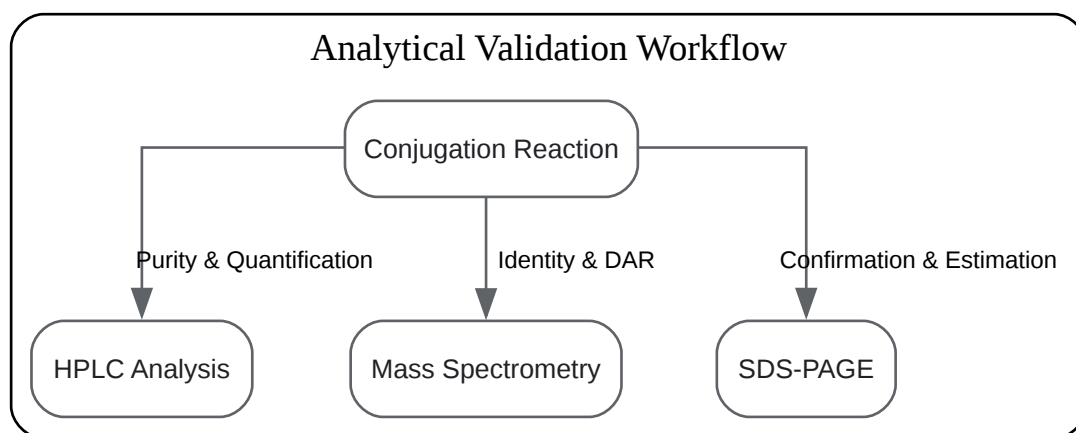 Analytical Validation Workflow
Conjugation Reaction
Purity & Quantification
Identity & DAR
Confirmation & Estimation
HPLC Analysis
Mass Spectrometry
SDS-PAGE